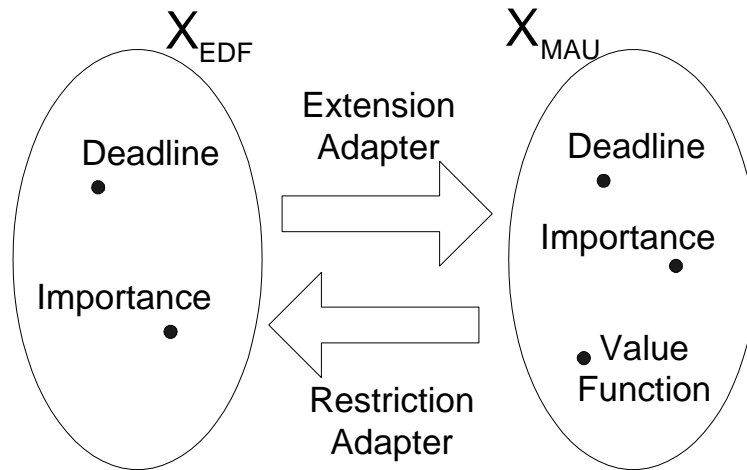 X_EDF
X_MAU
Extension
Adapter
Deadline
Importance
Deadline
Importance
Value
Function
Restriction
Adapter